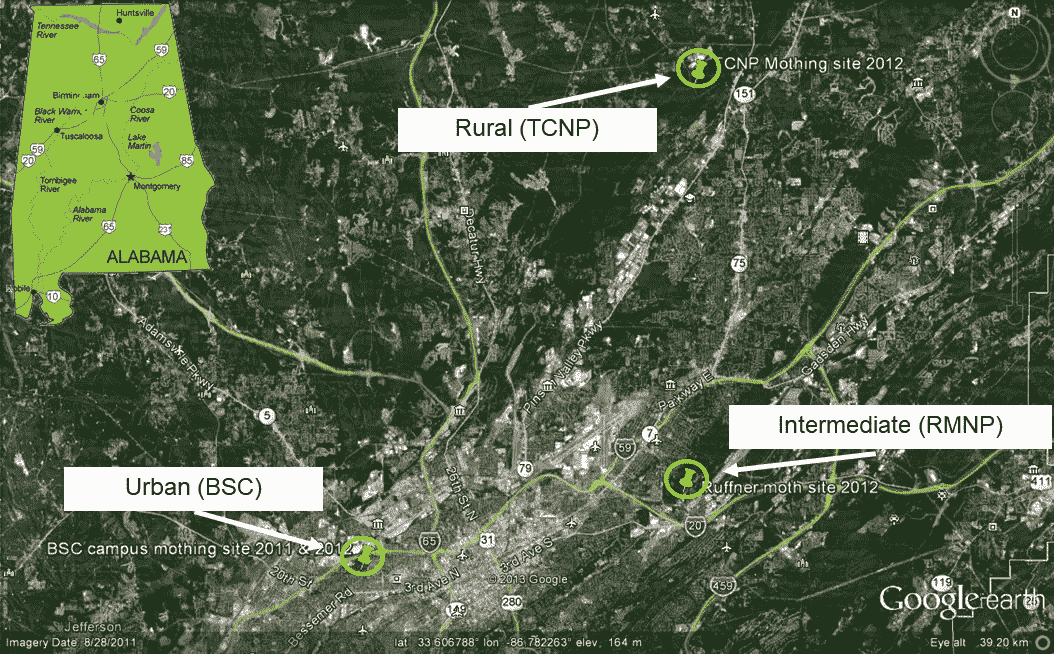 Huntsville
Tennessee
River
59
65
20
Black
River
Coosa
River
Tuscaloosa
Lake
Martin
59
20
85
Tombigee
River
Montgomery
Alabama
River
65
231
ALABAMA
10
N
TCNP Mothing site 2012
151
Rural (TCNP)
Decatur Hwy
75
Adamsville Pkwy
Pinson Valley Pkwy
Gadsden Hwy
Parkway E
5
7
59
Intermediate (RMNP)
79
26th St N
Ruffner moth site 2012
411
Urban (BSC)
20
65
31
BSC campus mothing site 2011 & 2012
3rd Ave S
20th St
3rd Ave N
© 2013 Google
459
119
Bessemer Rd
149
280
25
Google earth
Jefferson
Imagery Date: 8/28/2011
lat 33.606788° lon -86.782263° elev, 164 m
Eye alt 39.20 km